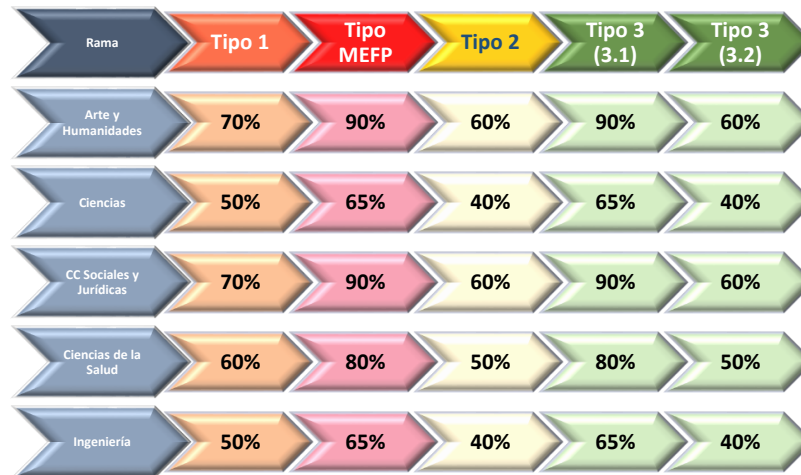 Rama
Tipo 1
Tipo
MEFP
Tipo 2
Tipo 3
(3.1)
Tipo 3
(3.2)
Arte y
Humanidades
70%
90%
60%
90%
60%
Ciencias
50%
65%
40%
65%
40%
CC Sociales y
Jurídicas
70%
90%
60%
90%
60%
Ciencias de la
Salud
60%
80%
50%
80%
50%
Ingeniería
50%
65%
40%
65%
40%